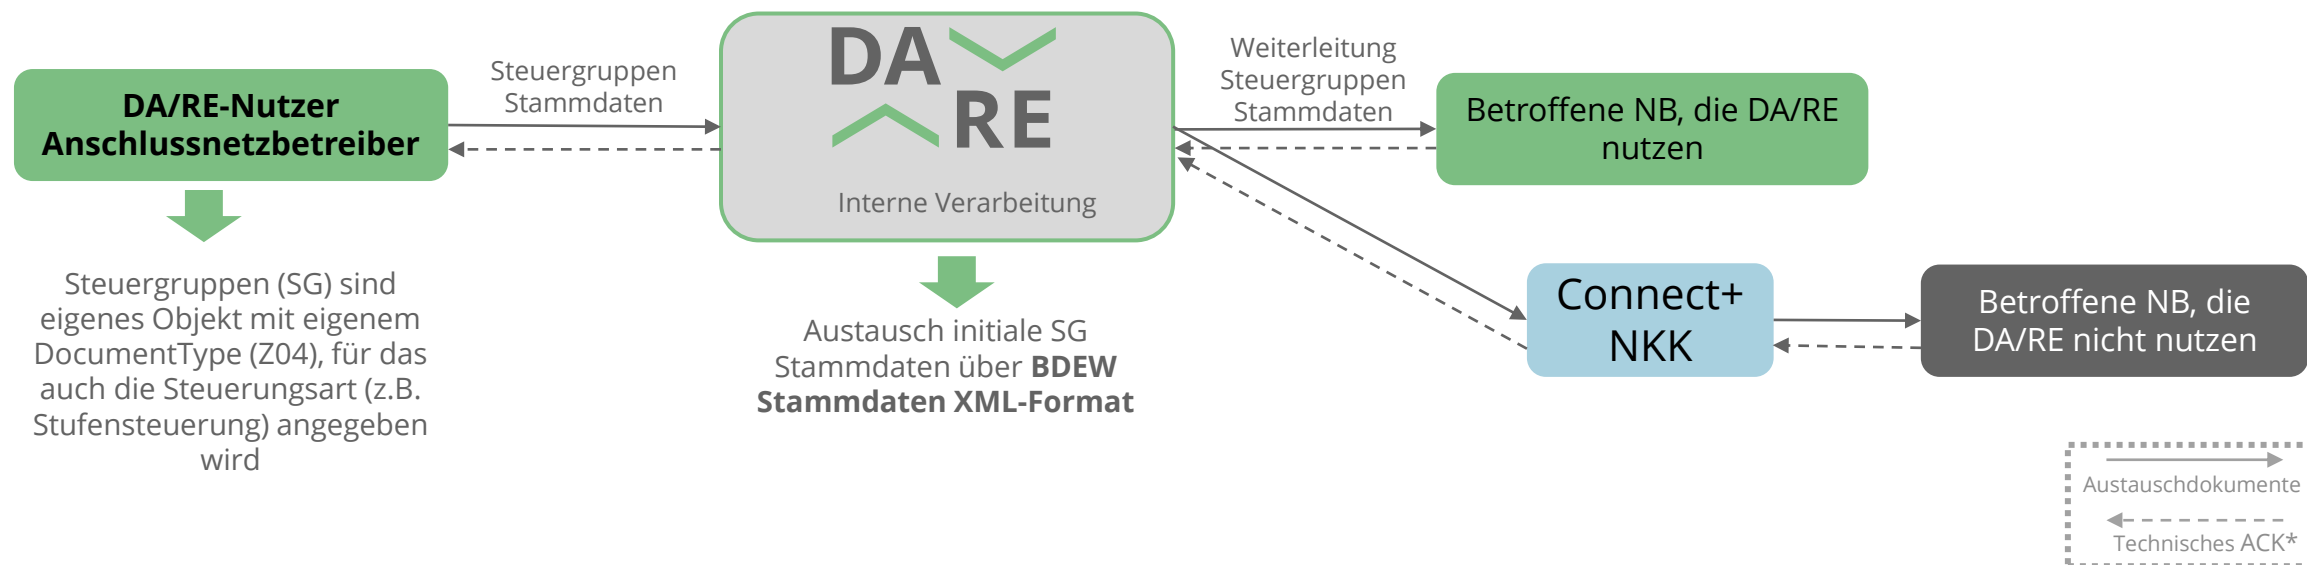 DA/RE-Nutzer
Anschlussnetzbetreiber
Steuergruppen
Stammdaten
DA
RE
Interne Verarbeitung
Weiterleitung
Steuergruppen
Stammdaten
Betroffene NB, die DA/RE
nutzen
Steuergruppen (SG) sind
eigenes Objekt mit eigenem
DocumentType (Z04), für das
auch die Steuerungsart (z.B.
Stufensteuerung) angegeben
wird
Austausch initiale SG
Stammdaten über BDEW
Stammdaten XML-Format
Connect+
NKK
Betroffene NB, die
DA/RE nicht nutzen
Austauschdokumente
Technisches ACK*